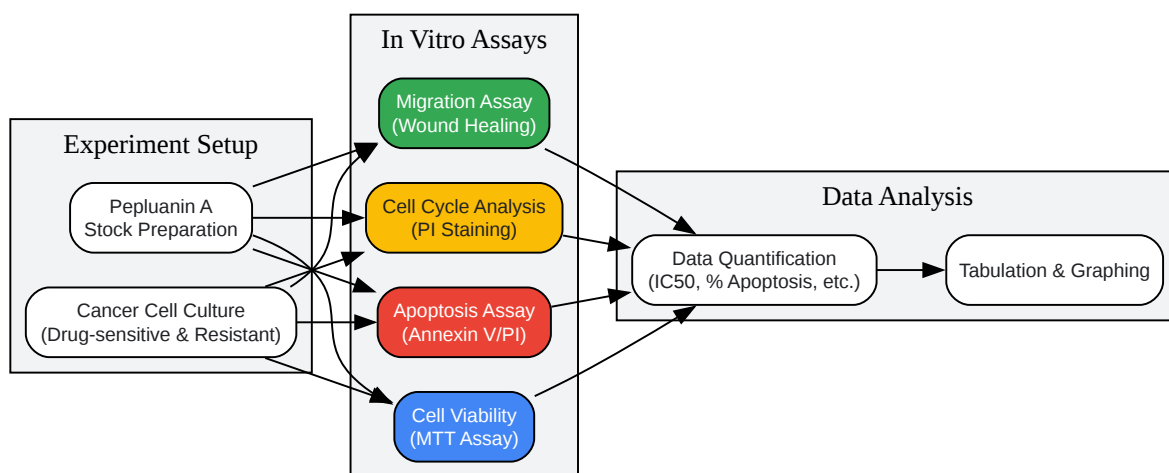 Experiment Setup
Pepluanin A
Stock Preparation
Cancer Cell Culture
(Drug-sensitive & Resistant)
In Vitro Assays
Migration Assay
(Wound Healing)
Cell Cycle Analysis
(PI Staining)
Apoptosis Assay
(Annexin V/PI)
Cell Viability
(MTT Assay)
Data Analysis
Data Quantification
(IC50, % Apoptosis, etc.)
Tabulation & Graphing